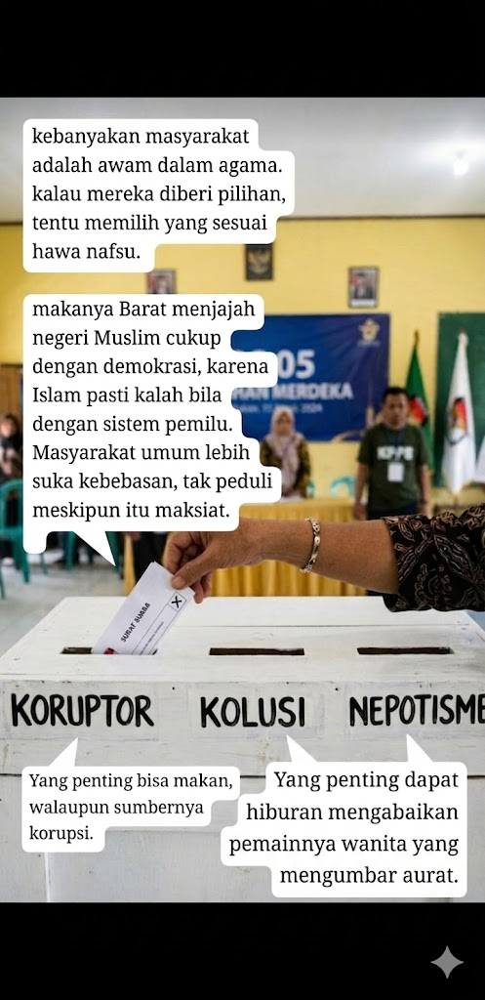 kebanyakan masyarakat
adalah awam dalam agama.
kalau mereka diberi pilihan,
tentu memilih yang sesuai
hawa nafsu.
makanya Barat menjajah
negeri Muslim cukup
dengan demokrasi, karena
Islam pasti kalah bila
dengan sistem pemilu.
Masyarakat umum lebih
suka kebebasan, tak peduli
meskipun itu maksiat.
05
MERDEKA
2024
KPPS
SURAT SUARA
KORUPTOR KOLUSI NEPOTISME
Yang penting bisa makan,
walaupun sumbernya
korupsi.
Yang penting dapat
hiburan mengabaikan
pemainnya wanita yang
mengumbar aurat.